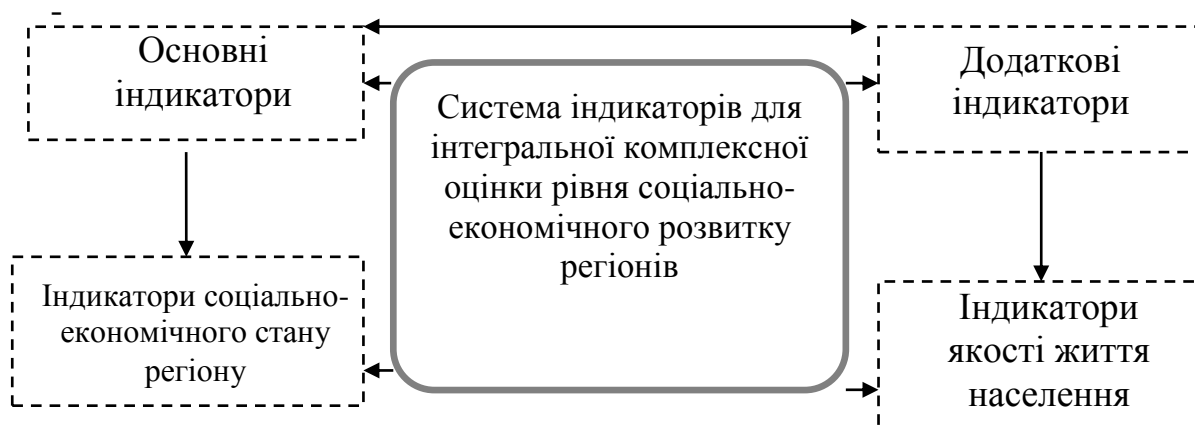 Основні
індикатори
Система індикаторів для
інтегральної комплексної
оцінки рівня соціально-
економічного розвитку
регіонів
Додаткові
індикатори
Індикатори соціально-
економічного стану
регіону
Індикатори
якості життя
населення